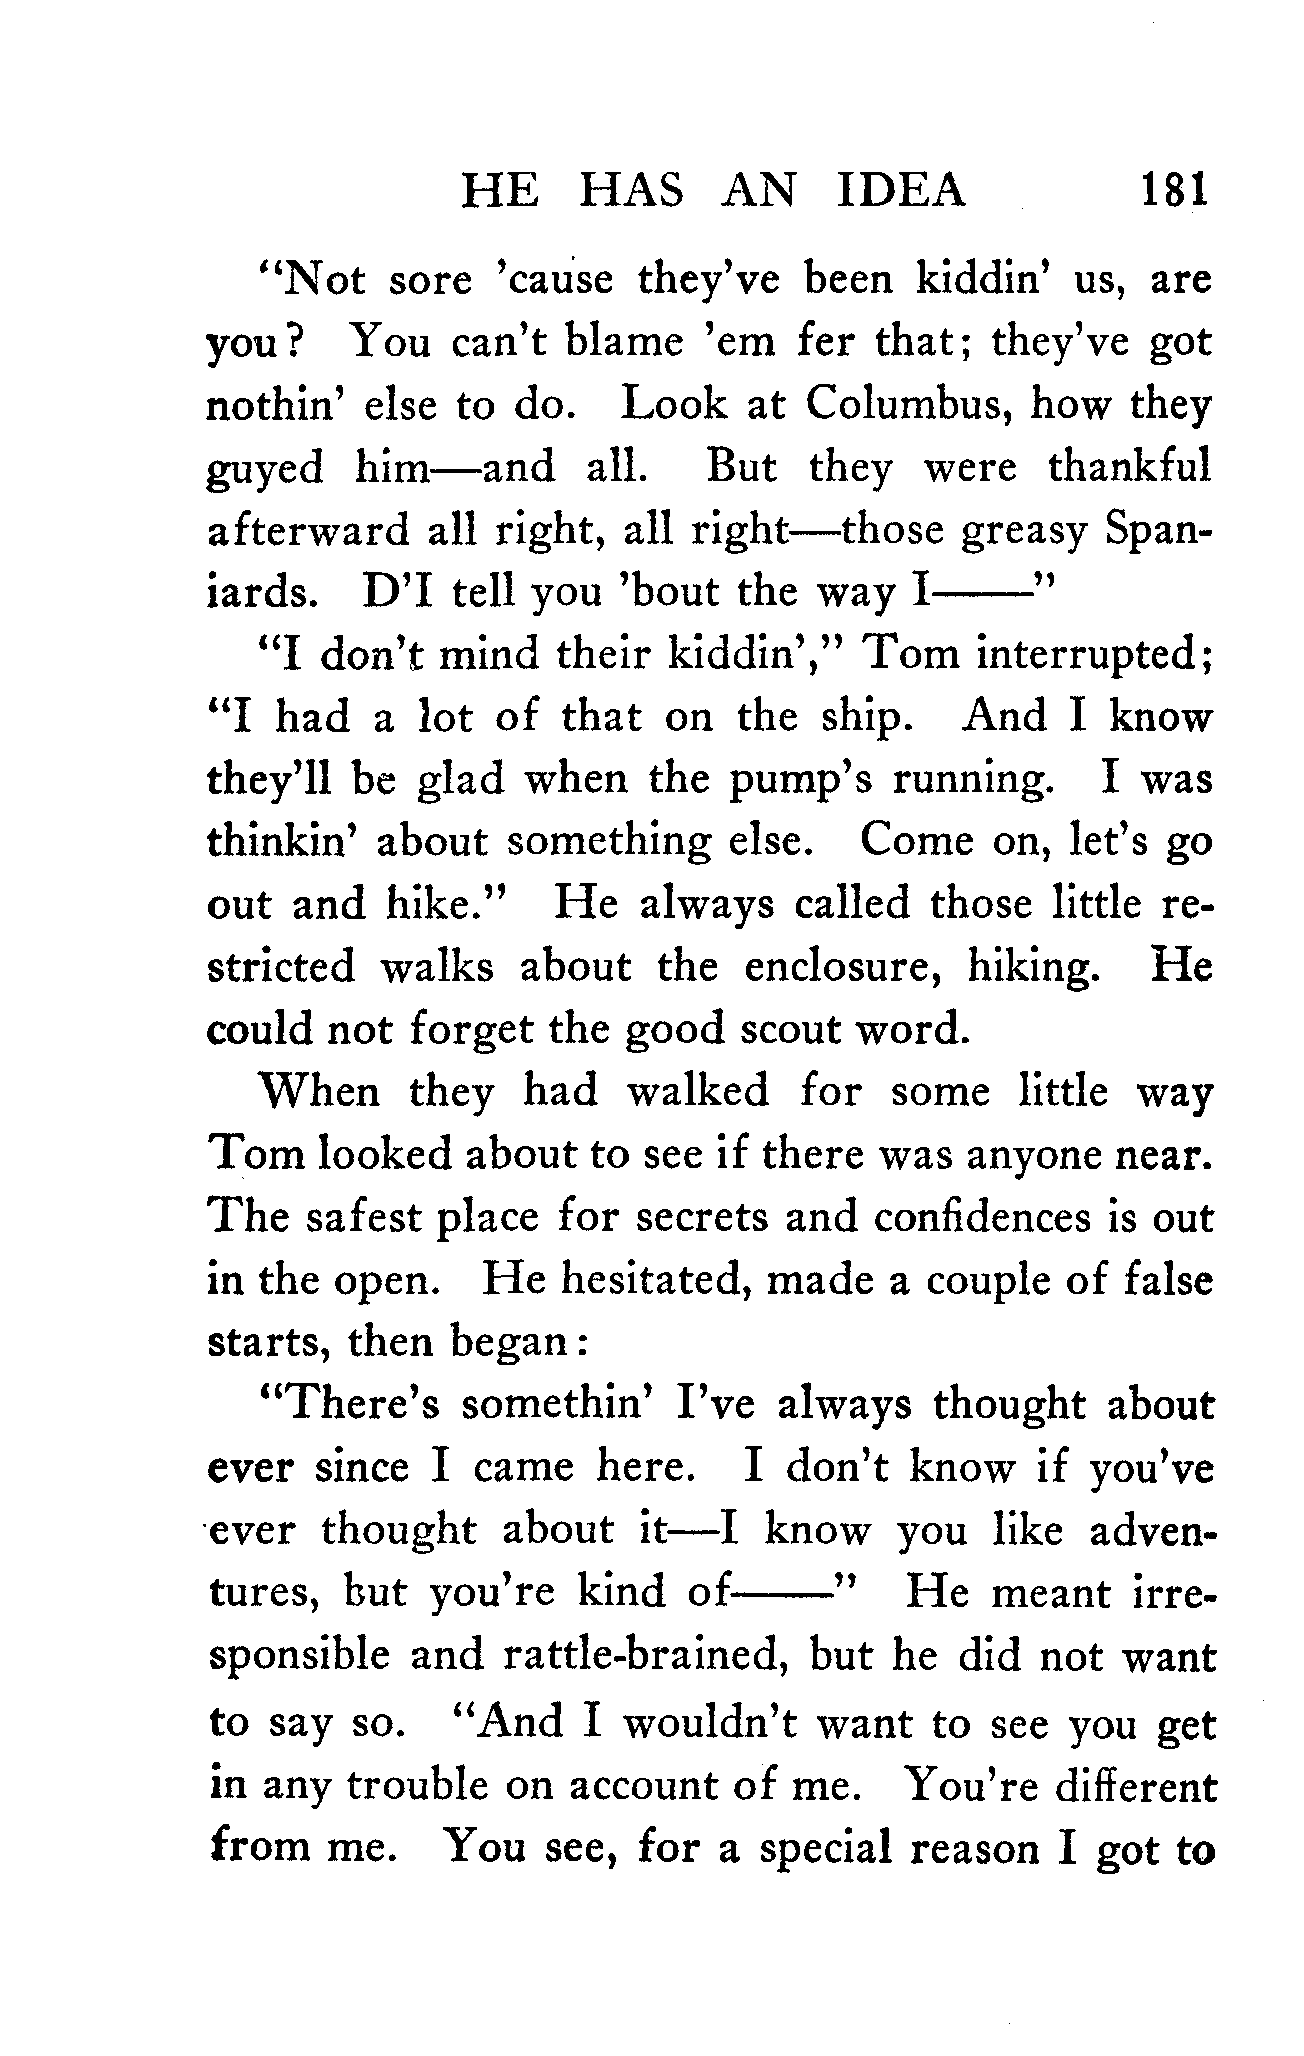 HE HAS AN IDEA 181
"Not sore 'cause they've been kiddin' us, are
you? You can't blame 'em fer that; they've got
nothin' else to do. Look at Columbus, how they
guyed him—and all. But they were thankful
afterward all right, all right—those greasy Span-
iards. D'I tell you 'bout the way I——"
"I don't mind their kiddin'," Tom interrupted;
"I had a lot of that on the ship. And I know
they'll be glad when the pump's running. I was
thinkin' about something else. Come on, let's go
out and hike." He always called those little re-
stricted walks about the enclosure, hiking. He
could not forget the good scout word.
When they had walked for some little way
Tom looked about to see if there was anyone near.
The safest place for secrets and confidences is out
in the open. He hesitated, made a couple of false
starts, then began:
"There's somethin' I've always thought about
ever since I came here. I don't know if you've
ever thought about it—I know you like adven-
tures, but you're kind of——" He meant irre-
sponsible and rattle-brained, but he did not want
to say so. "And I wouldn't want to see you get
in any trouble on account of me. You're different
from me. You see, for a special reason I got to